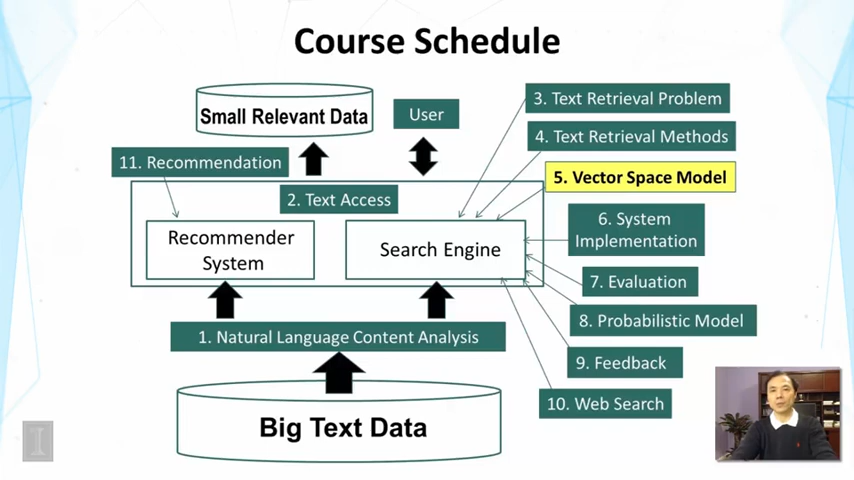 Course Schedule
Small Relevant Data
User
3. Text Retrieval Problem
4. Text Retrieval Methods
11. Recommendation
5. Vector Space Model
2. Text Access
6. System
Implementation
Recommender
System
Search Engine
7. Evaluation
8. Probabilistic Model
1. Natural Language Content Analysis
9. Feedback
10. Web Search
Big Text Data
I